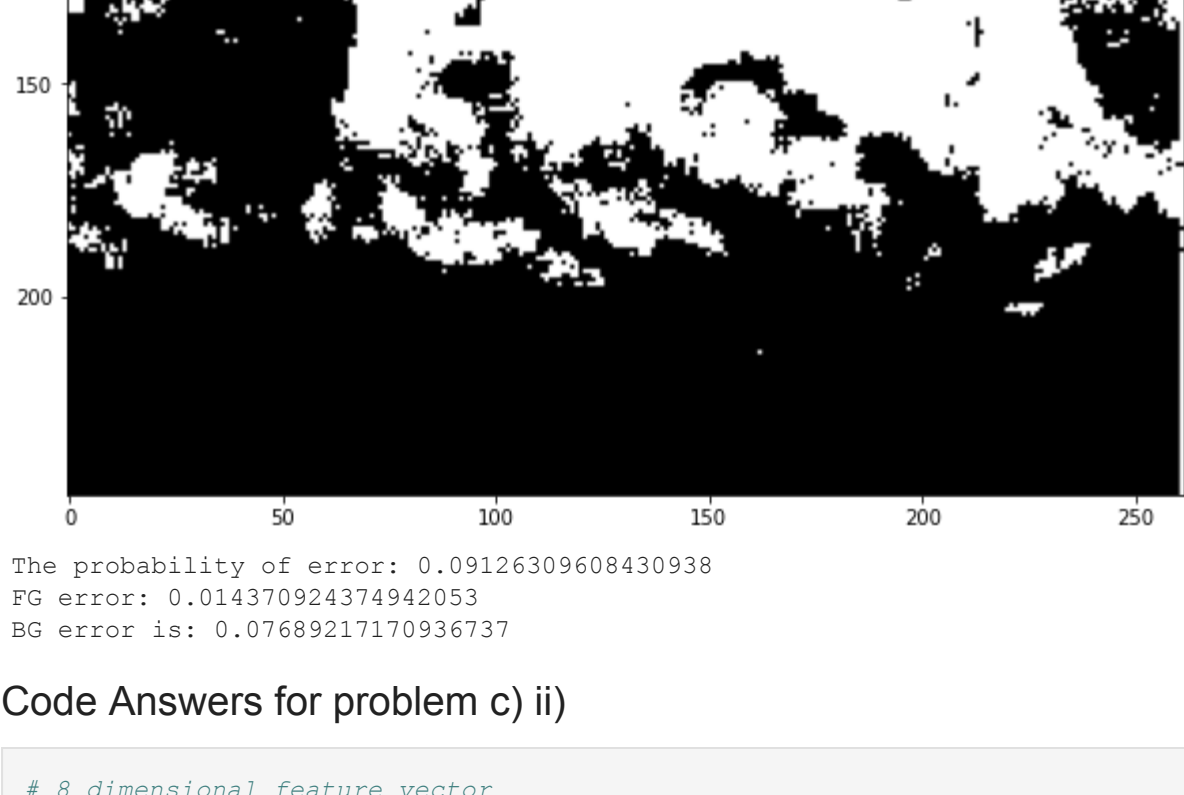 150
200
0 50 100 150 200 250
The probability of error: 0.09126309608430938
FG error: 0.014370924374942053
BG error is: 0.07689217170936737
Code Answers for problem c) ii)
# 8 dimensional feature vector